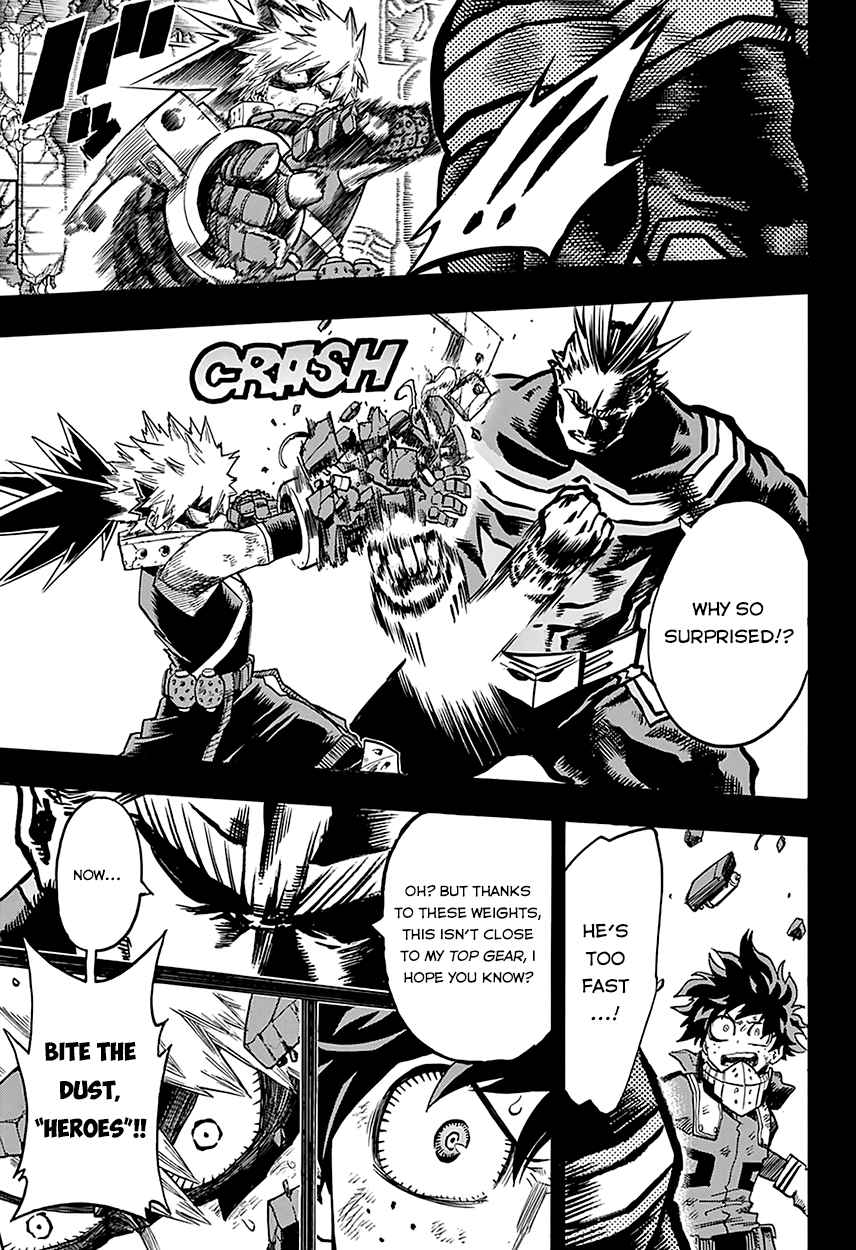 CRASH
WHY SO
SURPRISED!?
HE'S
TOO
FAST
...!
OH? BUT THANKS
TO THESE WEIGHTS,
THIS ISN'T CLOSE
TO MY TOP GEAR, I
HOPE YOU KNOW?
NOW...
BITE THE
DUST,
"HEROES"!!